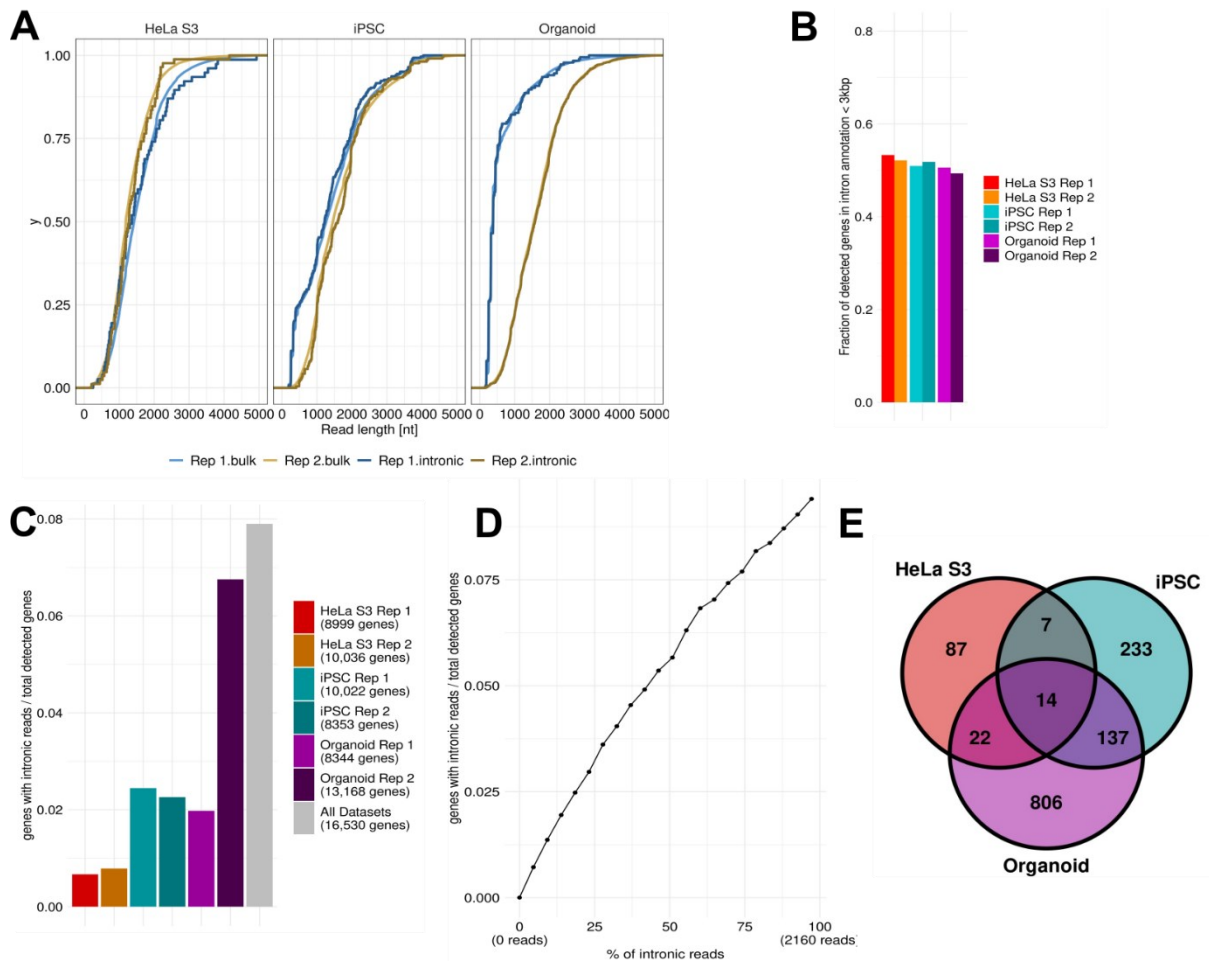 A
HeLa S3
iPSC
Organoid
1.00
0.75
0.50
0.25
0.00
y
0 1000 2000 3000 4000 5000
0 1000 2000 3000 4000 5000
0 1000 2000 3000 4000 5000
Read length [nt]
Rep 1.bulk
Rep 2.bulk
Rep 1.intronic
Rep 2.intronic
B
Fraction of detected genes in intron annotation < 3kbp
0.8
0.6
0.4
0.2
0.0
HeLa S3 Rep 1
HeLa S3 Rep 2
iPSC Rep 1
iPSC Rep 2
Organoid Rep 1
Organoid Rep 2
C
genes with intronic reads / total detected genes
0.08
0.06
0.04
0.02
0.00
HeLa S3 Rep 1
(8999 genes)
HeLa S3 Rep 2
(10,036 genes)
iPSC Rep 1
(10,022 genes)
iPSC Rep 2
(8353 genes)
Organoid Rep 1
(8344 genes)
Organoid Rep 2
(13,168 genes)
All Datasets
(16,530 genes)
D
genes with intronic reads / total detected genes
0.075
0.050
0.025
0.000
0 25 50 75 100
(0 reads) (2160 reads)
% of intronic reads
E
HeLa S3
iPSC
87
7
233
14
22
137
806
Organoid